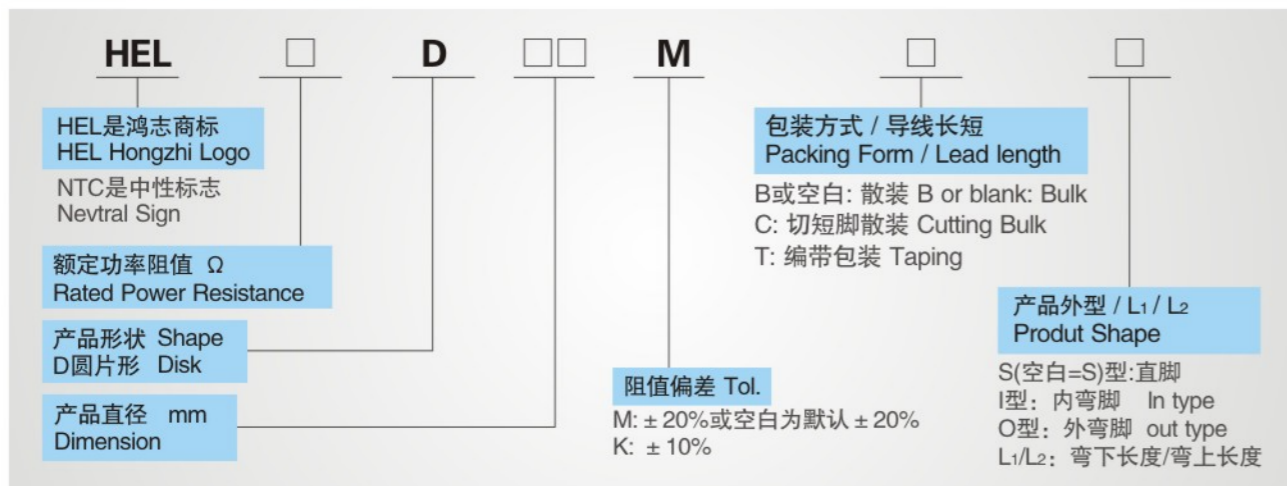 HEL □ D □□ M □ □
HEL是鸿志商标
HEL Hongzhi Logo
NTC是中性标志
Nevtral Sign
额定功率阻值 Ω
Rated Power Resistance
产品形状 Shape
D圆片形 Disk
产品直径 mm
Dimension
阻值偏差 Tol.
M: ± 20%或空白为默认 ± 20%
K: ± 10%
包装方式 / 导线长短
Packing Form / Lead length
B或空白: 散装 B or blank: Bulk
C: 切短脚散装 Cutting Bulk
T: 编带包装 Taping
产品外型 / L1 / L2
Produt Shape
S(空白=S)型:直脚
I型: 内弯脚 In type
O型: 外弯脚 out type
L1/L2: 弯下长度/弯上长度